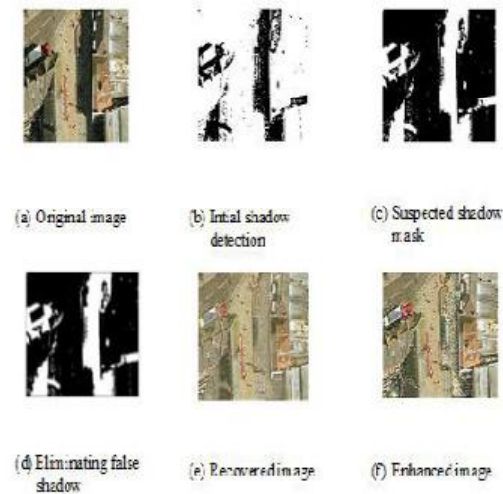 (a) Original image
(b) Intial shadow
detection
(c) Suspected shadow
mask
(d) Eliminating false
shadow
(e) Recovered image
(f) Enhanced image